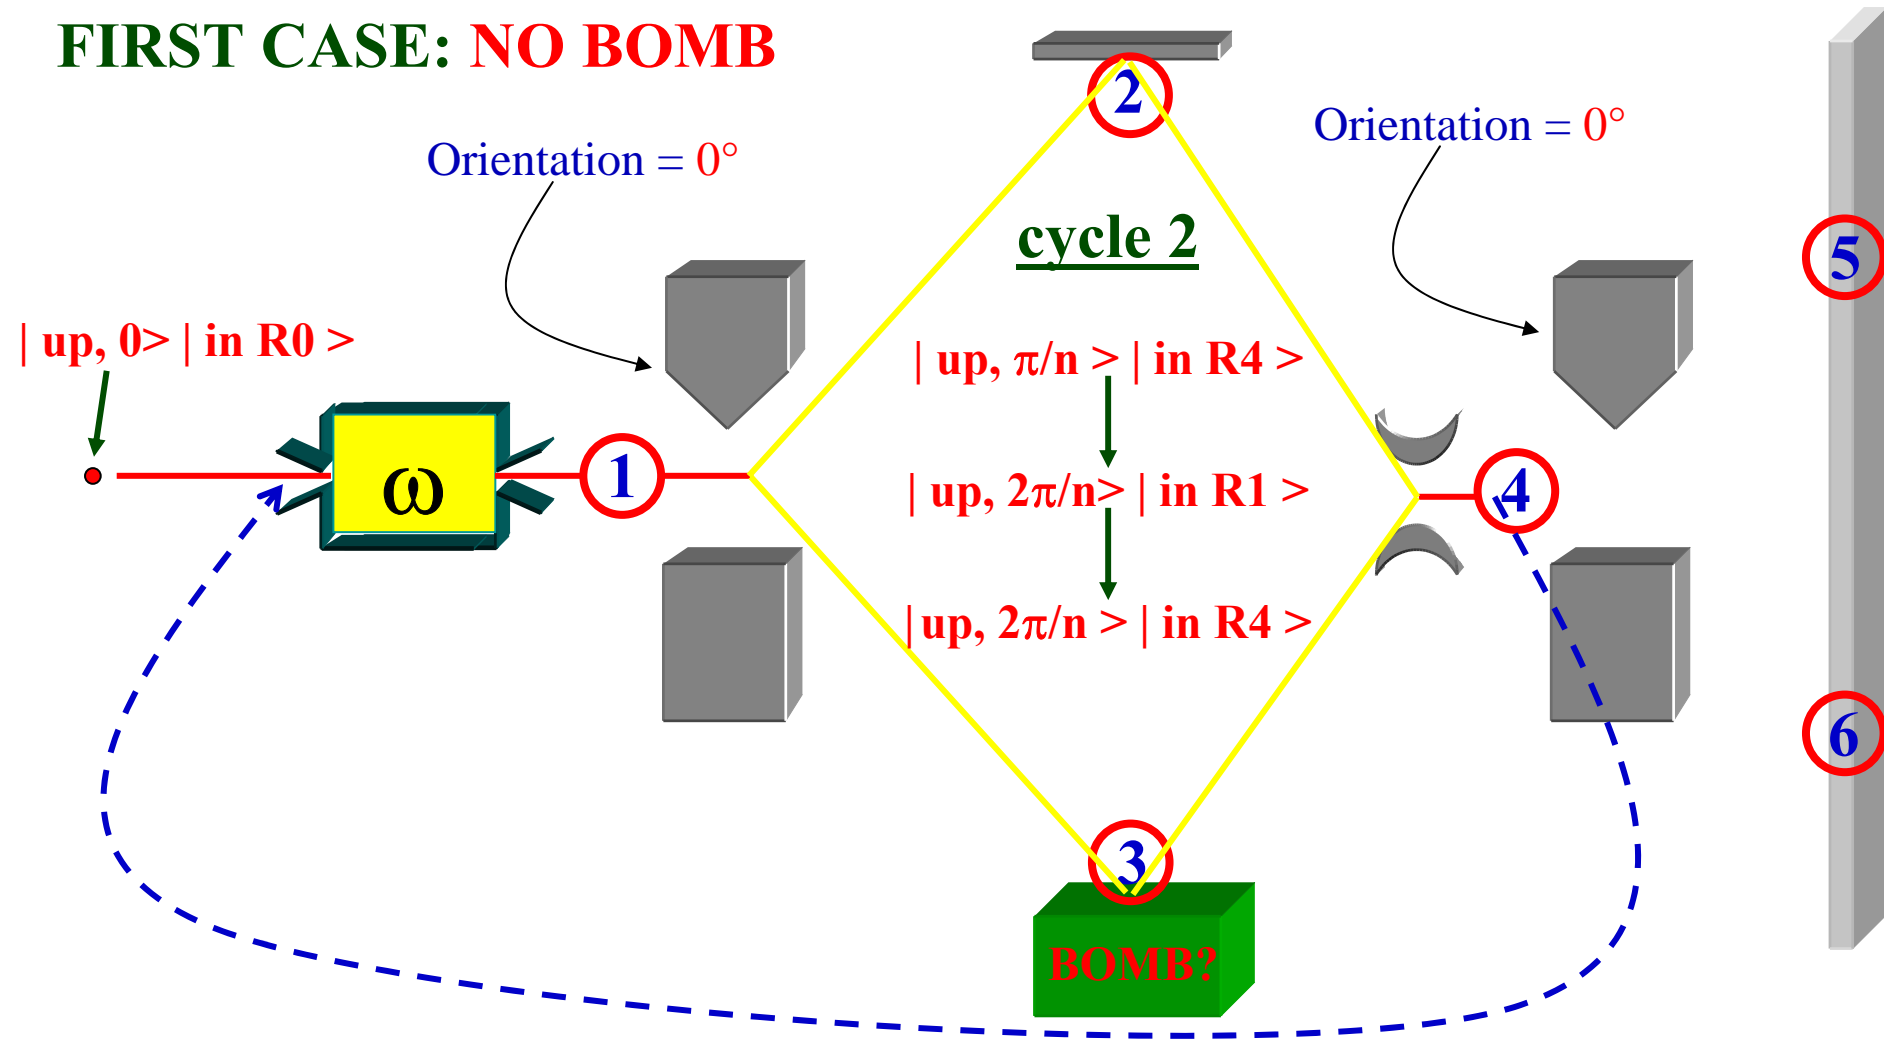 FIRST CASE: NO BOMB
2
Orientation = 0°
Orientation = 0°
cycle 2
5
| up, 0> | in R0 >
| up, π/n > | in R4 >
ω
1
| up, 2π/n> | in R1 >
4
| up, 2π/n > | in R4 >
6
3
BOMB?